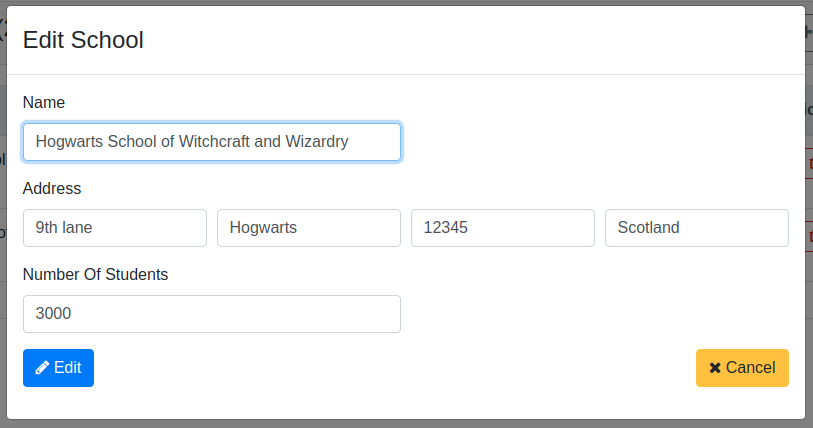 Edit School
Name
Hogwarts School of Witchcraft and Wizardry
Address
9th lane Hogwarts 12345 Scotland
Number Of Students
3000
Edit Cancel